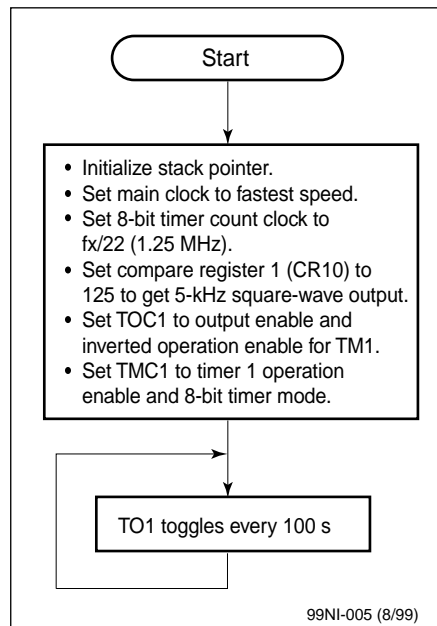 Start
• Initialize stack pointer.
• Set main clock to fastest speed.
• Set 8-bit timer count clock to
fx/22 (1.25 MHz).
• Set compare register 1 (CR10) to
125 to get 5-kHz square-wave output.
• Set TOC1 to output enable and
inverted operation enable for TM1.
• Set TMC1 to timer 1 operation
enable and 8-bit timer mode.
TO1 toggles every 100 s
99NI-005 (8/99)